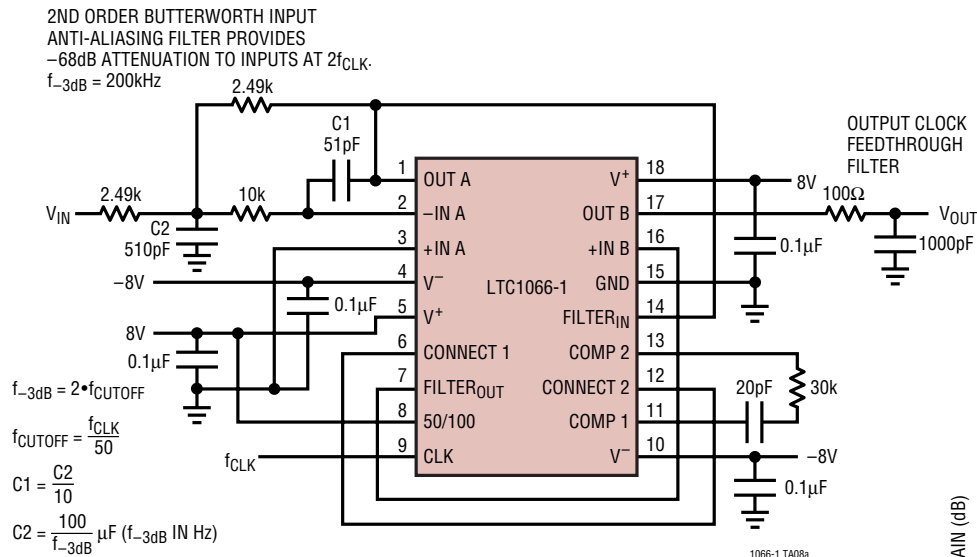 2ND ORDER BUTTERWORTH INPUT
ANTI-ALIASING FILTER PROVIDES
–68dB ATTENUATION TO INPUTS AT 2fCLK.
f–3dB = 200kHz
2.49k
C1
51pF
OUTPUT CLOCK
FEEDTHROUGH
FILTER
VIN
2.49k
10k
C2
510pF
–8V
0.1µF
8V
0.1µF
1 OUT A
2 –IN A
3 +IN A
4 V–
5 V+
6 CONNECT 1
7 FILTEROUT
8 50/100
9 CLK
LTC1066-1
V+ 18
OUT B 17
+IN B 16
GND 15
FILTERIN 14
COMP 2 13
CONNECT 2 12
COMP 1 11
V– 10
8V
100Ω
VOUT
0.1µF
1000pF
20pF
30k
–8V
0.1µF
fCLK
f–3dB = 2•fCUTOFF
fCUTOFF = fCLK/50
C1 = C2/10
C2 = 100/f–3dB µF (f–3dB IN Hz)
1066-1 TA08a
AIN (dB)